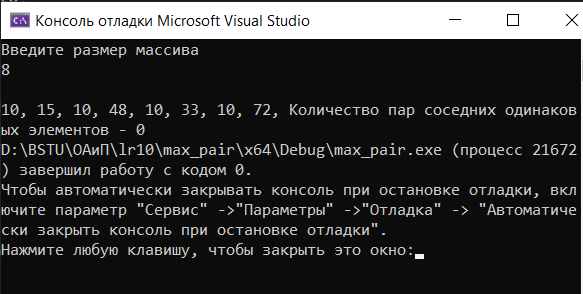 Консоль отладки Microsoft Visual Studio
Введите размер массива
8
10, 15, 10, 48, 10, 33, 10, 72, Количество пар соседних одинаков
ых элементов - 0
D:\BSTU\ОАиП\lr10\max_pair\x64\Debug\max_pair.exe (процесс 21672
) завершил работу с кодом 0.
Чтобы автоматически закрывать консоль при остановке отладки, вкл
ючите параметр "Сервис" ->"Параметры" ->"Отладка" -> "Автоматиче
ски закрыть консоль при остановке отладки".
Нажмите любую клавишу, чтобы закрыть это окно: